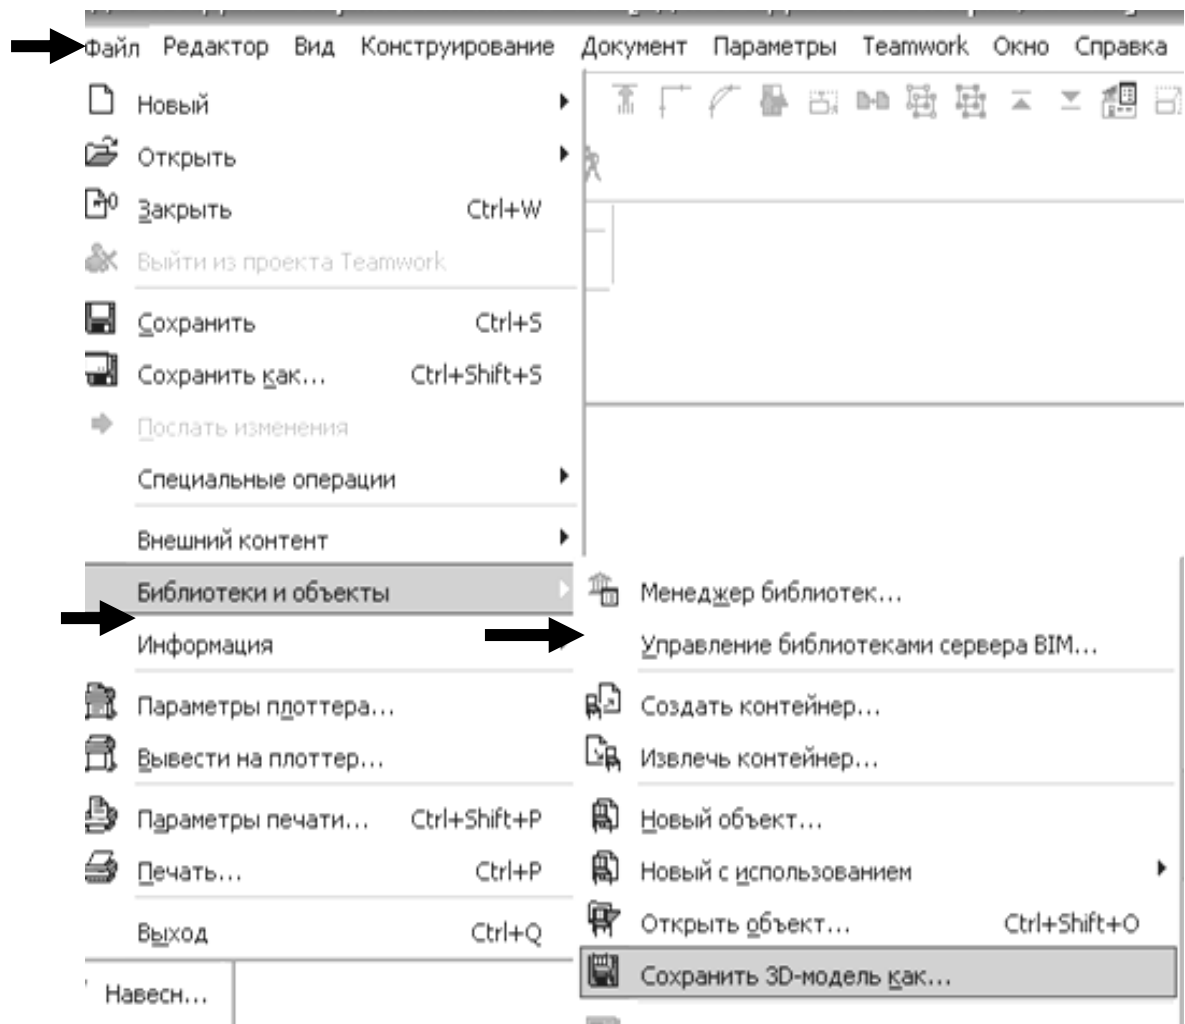 Файл Редактор Вид Конструирование Документ Параметры Teamwork Окно Справка
Новый
Открыть
Закрыть Ctrl+W
Выйти из проекта Teamwork
Сохранить Ctrl+S
Сохранить как... Ctrl+Shift+S
Послать изменения
Специальные операции
Внешний контент
Библиотеки и объекты
Информация
Параметры плоттера...
Вывести на плоттер...
Параметры печати... Ctrl+Shift+P
Печать... Ctrl+P
Выход Ctrl+Q
Навесн...
Менеджер библиотек...
Управление библиотеками сервера BIM...
Создать контейнер...
Извлечь контейнер...
Новый объект...
Новый с использованием
Открыть объект... Ctrl+Shift+O
Сохранить 3D-модель как...